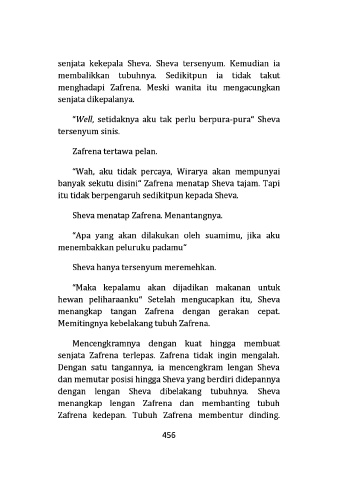 senjata kekepala Sheva. Sheva tersenyum. Kemudian ia
membalikkan tubuhnya. Sedikitpun ia tidak takut
menghadapi Zafrena. Meski wanita itu mengacungkan
senjata dikepalanya.
"Well, setidaknya aku tak perlu berpura-pura" Sheva
tersenyum sinis.
Zafrena tertawa pelan.
"Wah, aku tidak percaya, Wirarya akan mempunyai
banyak sekutu disini" Zafrena menatap Sheva tajam. Tapi
itu tidak berpengaruh sedikitpun kepada Sheva.
Sheva menatap Zafrena. Menantangnya.
"Apa yang akan dilakukan oleh suamimu, jika aku
menembakkan peluruku padamu"
Sheva hanya tersenyum meremehkan.
"Maka kepalamu akan dijadikan makanan untuk
hewan peliharaanku" Setelah mengucapkan itu, Sheva
menangkap tangan Zafrena dengan gerakan cepat.
Memitingnya kebelakang tubuh Zafrena.
Mencengkramnya dengan kuat hingga membuat
senjata Zafrena terlepas. Zafrena tidak ingin mengalah.
Dengan satu tangannya, ia mencengkram lengan Sheva
dan memutar posisi hingga Sheva yang berdiri didepannya
dengan lengan Sheva dibelakang tubuhnya. Sheva
menangkap lengan Zafrena dan membanting tubuh
Zafrena kedepan. Tubuh Zafrena membentur dinding.
456